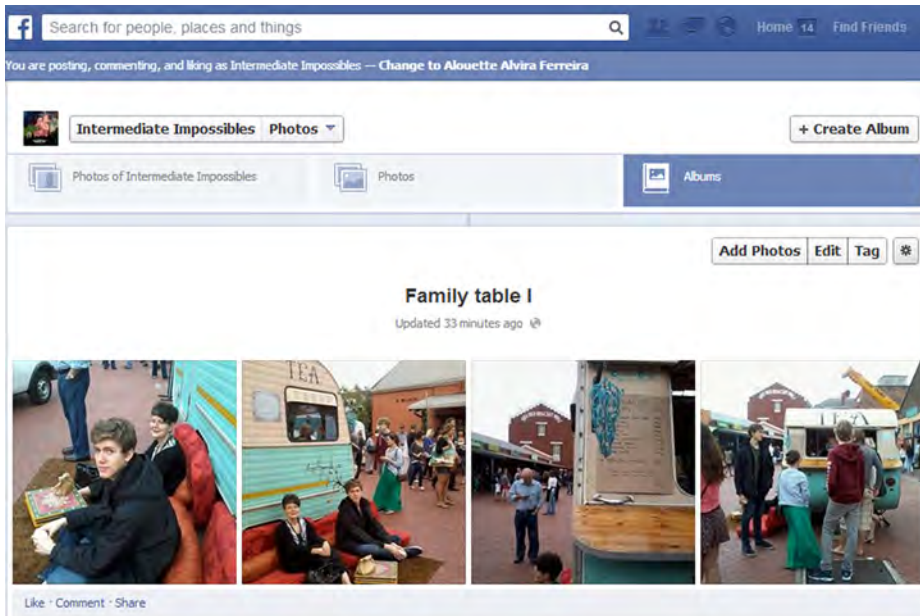 f
Search for people, places and things
Home 14 Find Friends
You are posting, commenting, and liking as Intermediate Impossibles — Change to Alouette Alvira Ferreira
Intermediate Impossibles Photos
+ Create Album
Photos of Intermediate Impossibles
Photos
Albums
Add Photos Edit Tag
Family table I
Updated 33 minutes ago
TEA
TEA
Like · Comment · Share